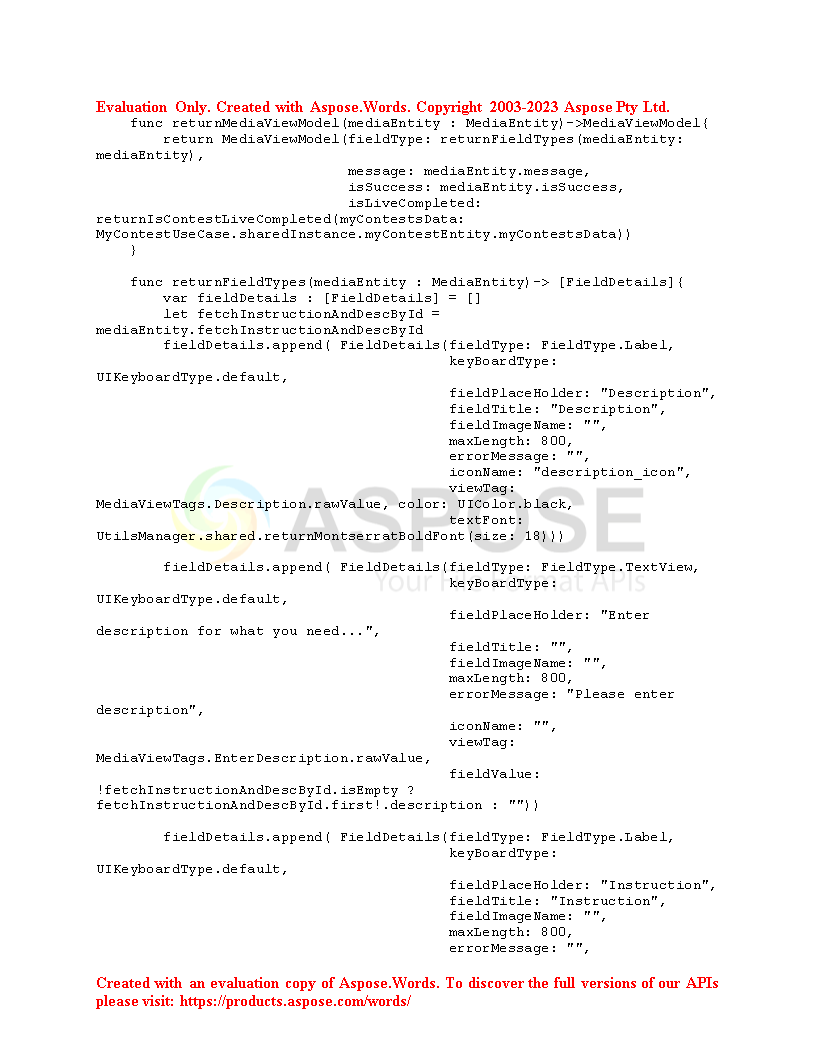 Evaluation Only. Created with Aspose.Words. Copyright 2003-2023 Aspose Pty Ltd.
func returnMediaViewModel(mediaEntity : MediaEntity)->MediaViewModel{
return MediaViewModel(fieldType: returnFieldTypes(mediaEntity:
mediaEntity),
message: mediaEntity.message,
isSuccess: mediaEntity.isSuccess,
isLiveCompleted:
returnIsContestLiveCompleted(myContestsData:
MyContestUseCase.sharedInstance.myContestEntity.myContestsData))
}
func returnFieldTypes(mediaEntity : MediaEntity)-> [FieldDetails]{
var fieldDetails : [FieldDetails] = []
let fetchInstructionAndDescById =
mediaEntity.fetchInstructionAndDescById
fieldDetails.append( FieldDetails(fieldType: FieldType.Label,
keyBoardType:
UIKeyboardType.default,
fieldPlaceHolder: "Description",
fieldTitle: "Description",
fieldImageName: "",
maxLength: 800,
errorMessage: "",
iconName: "description_icon",
viewTag:
MediaViewTags.Description.rawValue, color: UIColor.black,
textFont:
UtilsManager.shared.returnMontserratBoldFont(size: 18)))
ASPOSE
Your File Format APIs
fieldDetails.append( FieldDetails(fieldType: FieldType.TextView,
keyBoardType:
UIKeyboardType.default,
fieldPlaceHolder: "Enter
description for what you need...",
fieldTitle: "",
fieldImageName: "",
maxLength: 800,
errorMessage: "Please enter
description",
iconName: "",
viewTag:
MediaViewTags.EnterDescription.rawValue,
fieldValue:
!fetchInstructionAndDescById.isEmpty ?
fetchInstructionAndDescById.first!.description : ""))
fieldDetails.append( FieldDetails(fieldType: FieldType.Label,
keyBoardType:
UIKeyboardType.default,
fieldPlaceHolder: "Instruction",
fieldTitle: "Instruction",
fieldImageName: "",
maxLength: 800,
errorMessage: "",
Created with an evaluation copy of Aspose.Words. To discover the full versions of our APIs
please visit: https://products.aspose.com/words/